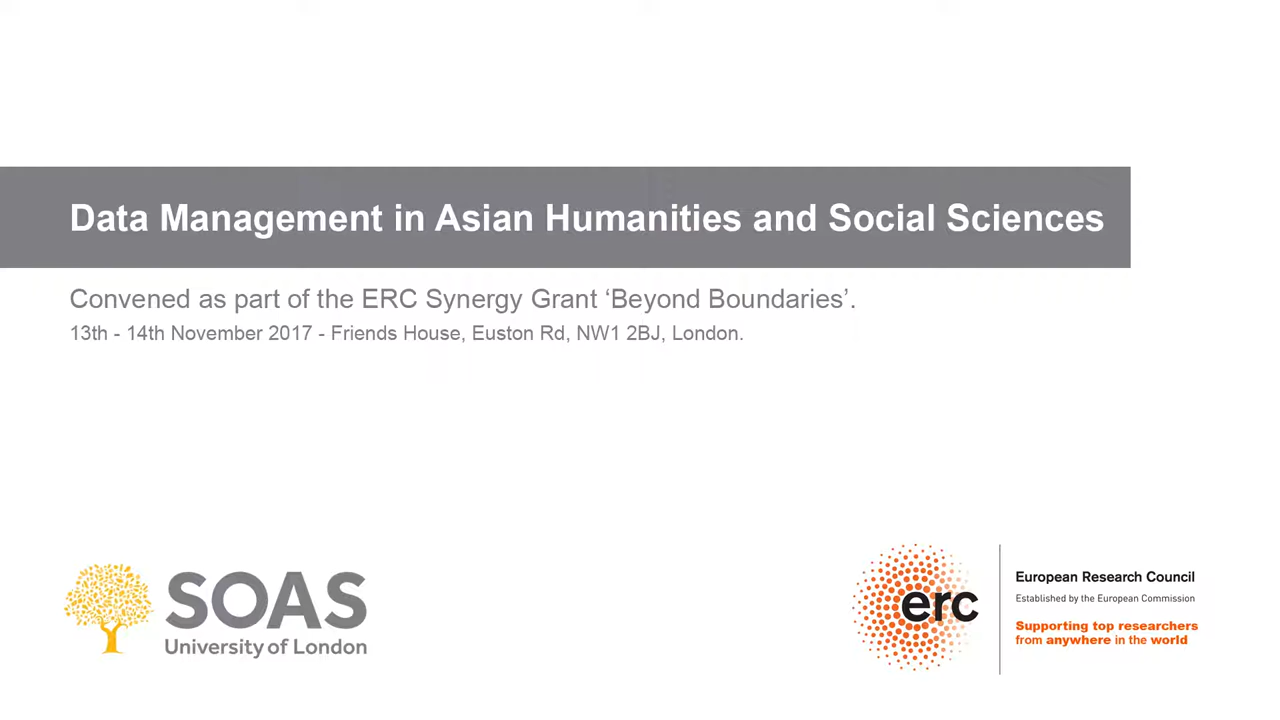 Data Management in Asian Humanities and Social Sciences
Convened as part of the ERC Synergy Grant ‘Beyond Boundaries’.
13th - 14th November 2017 - Friends House, Euston Rd, NW1 2BJ, London.
SOAS
University of London
erc
European Research Council
Established by the European Commission
Supporting top researchers
from anywhere in the world